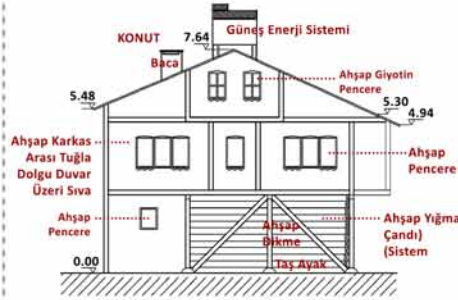 Güneş Enerji Sistemi
KONUT
7.64
Baca
Ahşap Giyotin
Pencere
5.48
5.30
4.94
Ahşap Karkas
Arası Tuğla
Dolgu Duvar
Üzeri Sıva
Ahşap
Pencere
Ahşap
Pencere
Ahşap
Dikme
Ahşap Yığma
Çandı)
(Sistem
0.00
Taş Ayak